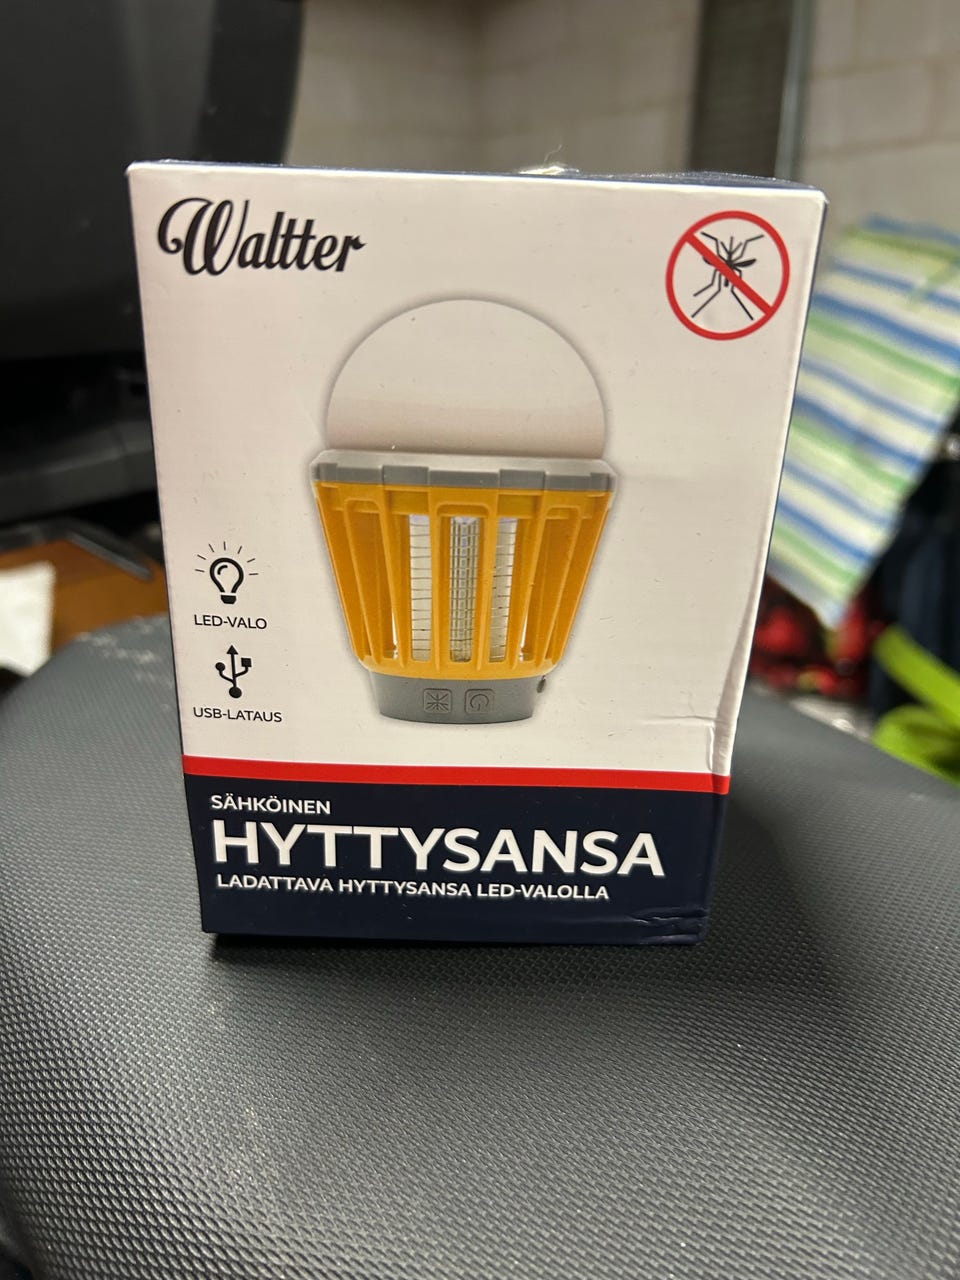 Waltter
LED-VALO
USB-LATAUS
SÄHKÖINEN
HYTTYSANSA
LADATTAVA HYTTYSANSA LED-VALOLLA